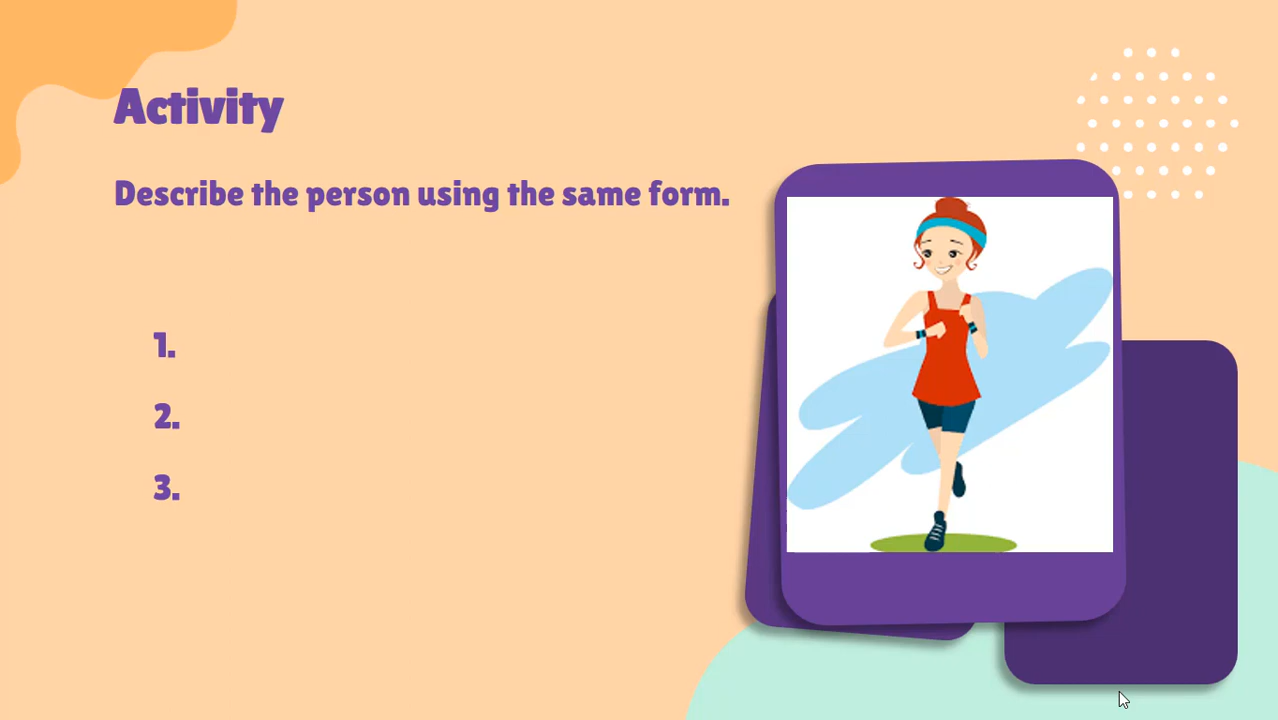 Activity
Describe the person using the same form.
1.
2.
3.